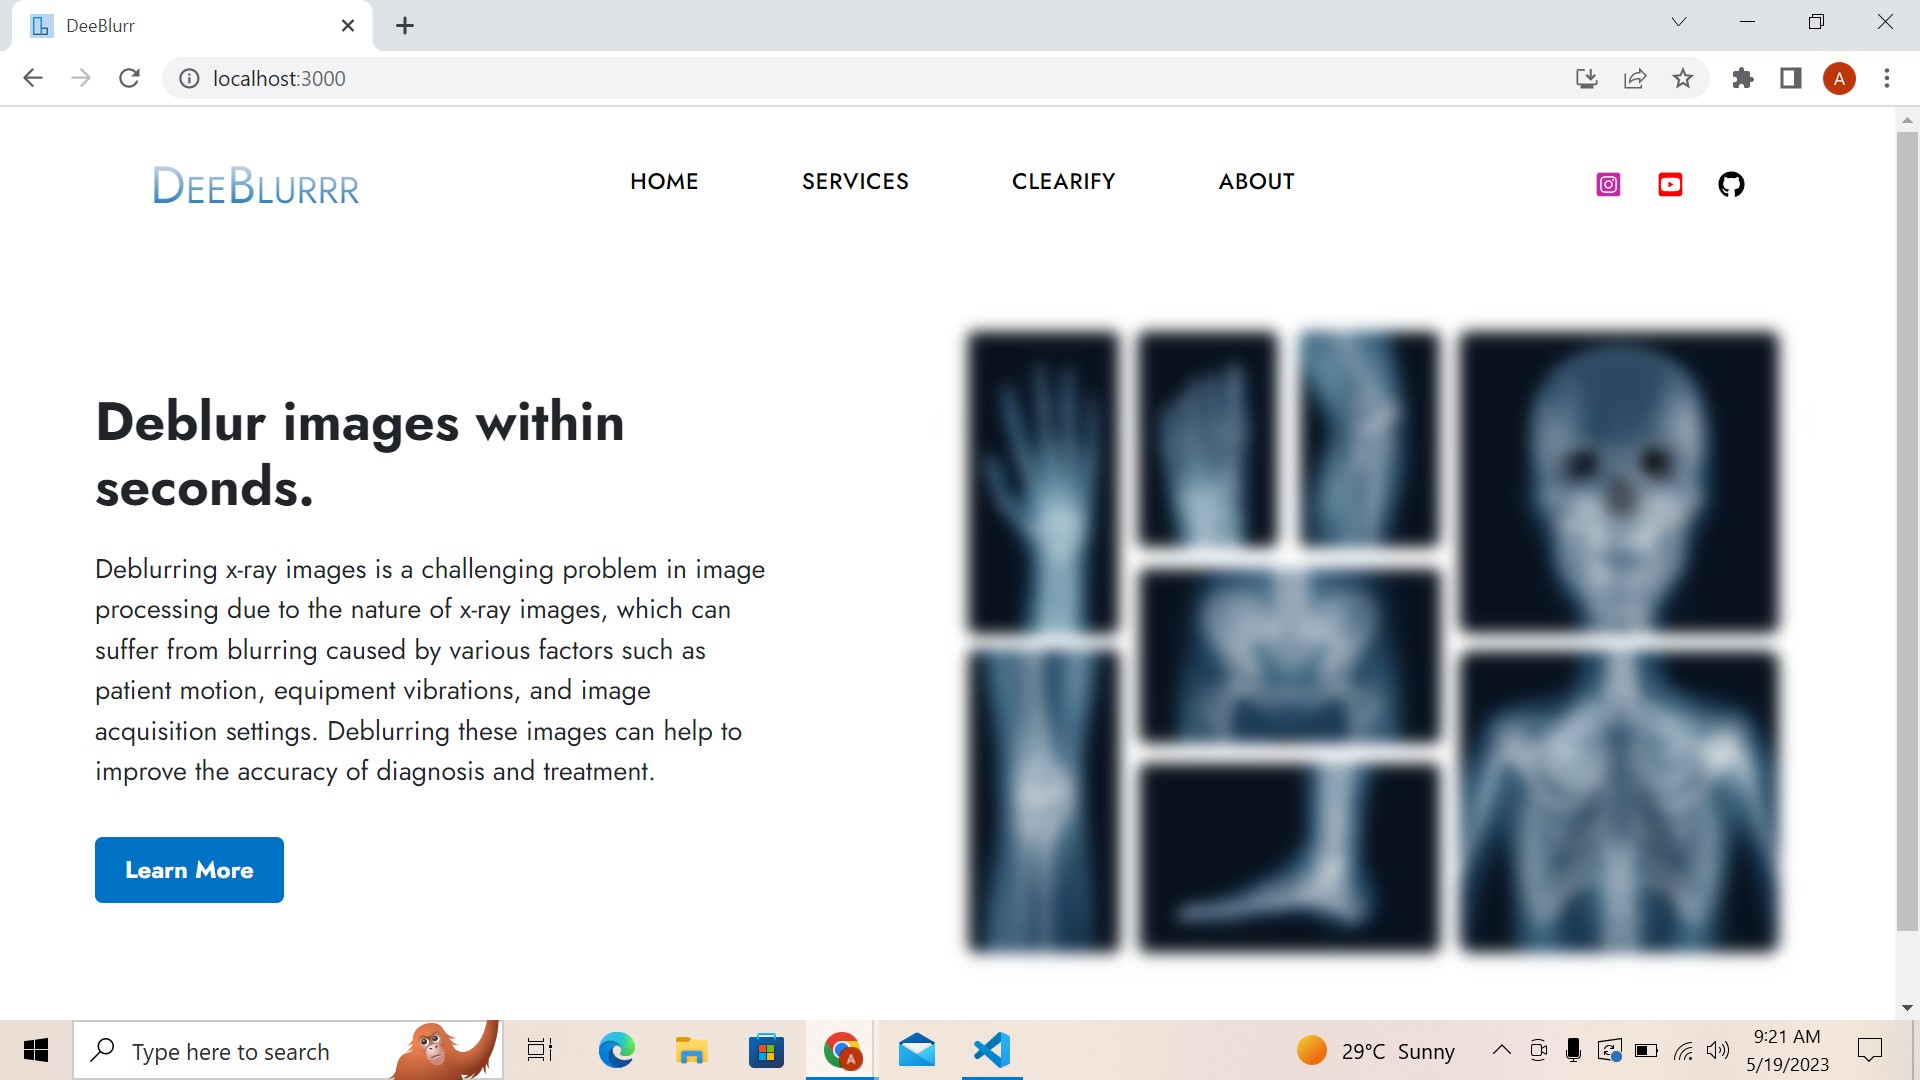 DeeBlurr
localhost:3000
A
DEEBLURRR
HOME
SERVICES
CLEARIFY
ABOUT
Deblur images within
seconds.
Deblurring x-ray images is a challenging problem in image
processing due to the nature of x-ray images, which can
suffer from blurring caused by various factors such as
patient motion, equipment vibrations, and image
acquisition settings. Deblurring these images can help to
improve the accuracy of diagnosis and treatment.
Learn More
Type here to search
A
29°C Sunny
9:21 AM
5/19/2023